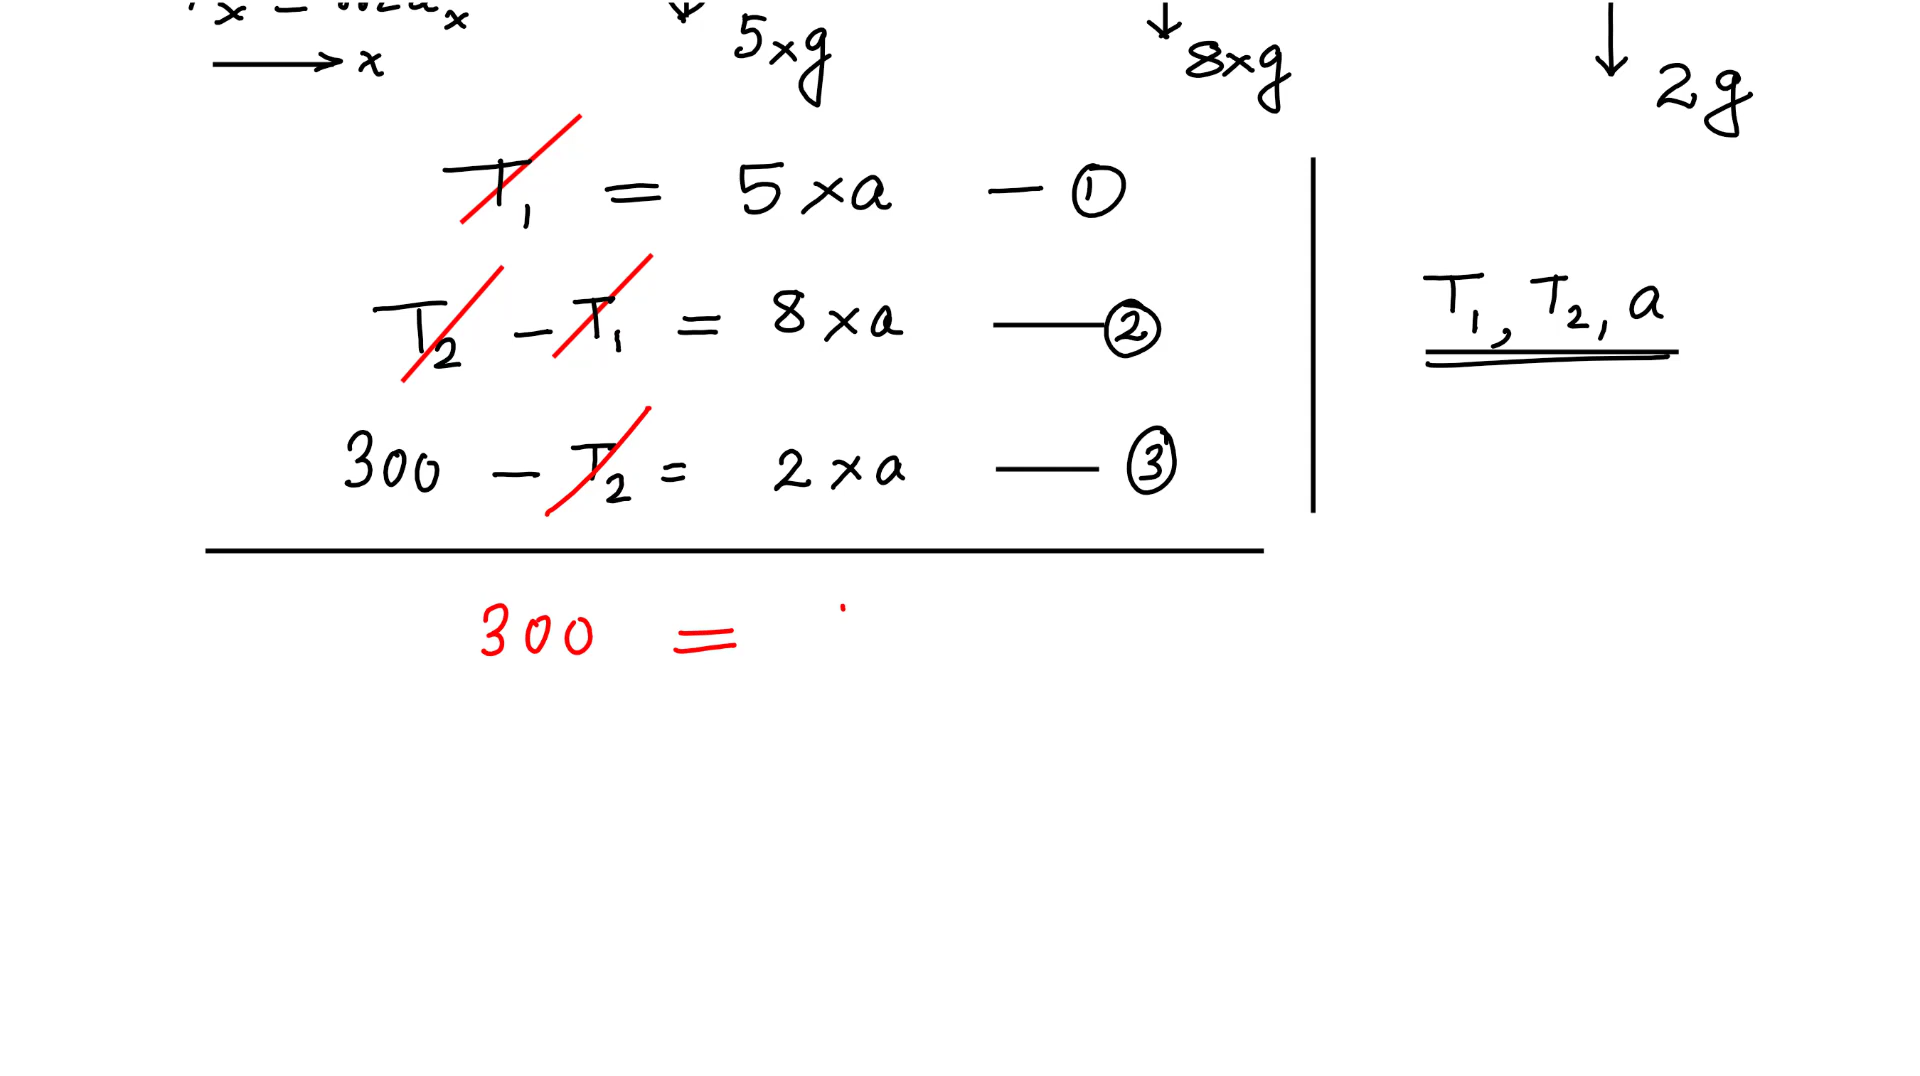 → x
5×g
8×g
2g
T₁ = 5×a — ①
T₂ - T₁ = 8×a — ②
300 - T₂ = 2×a — ③
T₁, T₂, a
300 =